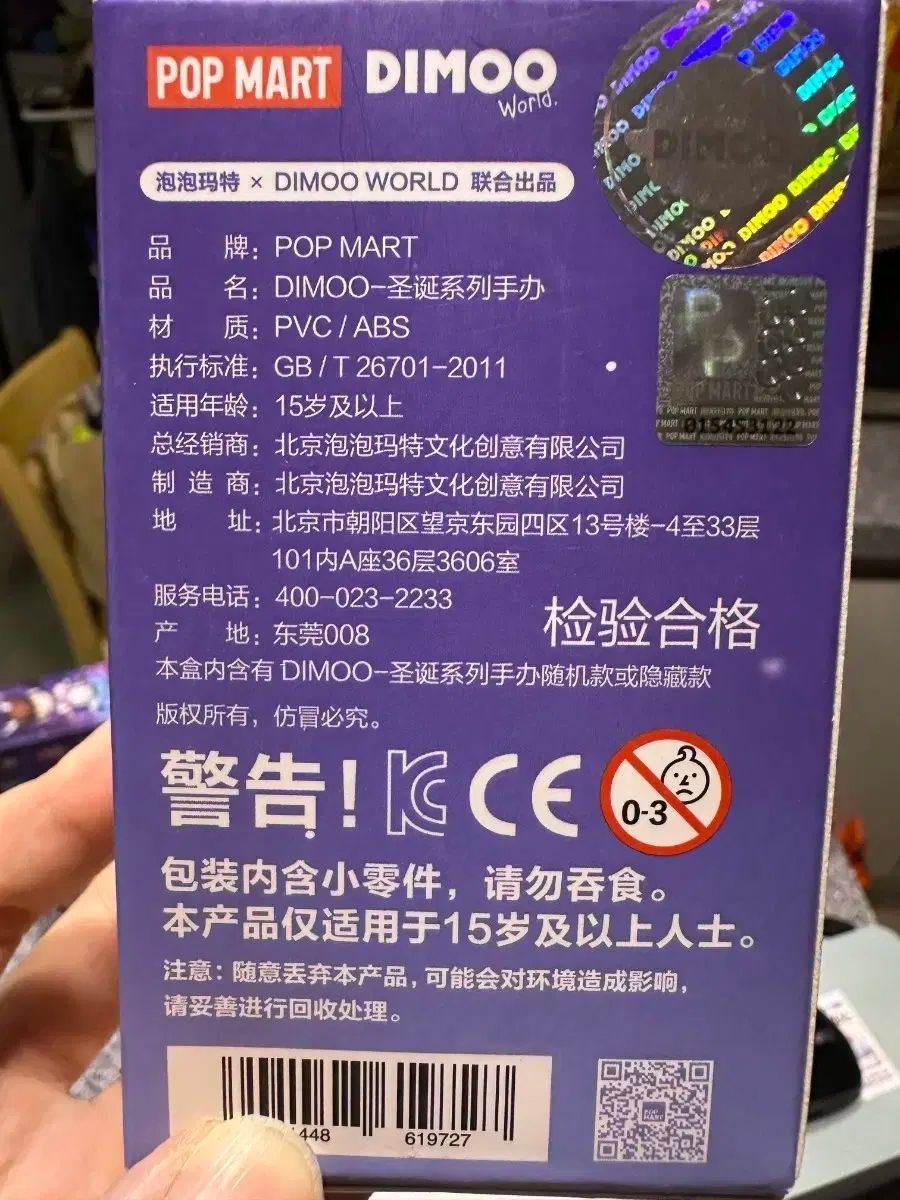 POP MART DIMOO World.
DIMOO
泡泡玛特 × DIMOO WORLD 联合出品
品 牌：POP MART
品 名：DIMOO-圣诞系列手办
材 质：PVC / ABS
执行标准：GB / T 26701-2011
适用年龄：15岁及以上
总经销商：北京泡泡玛特文化创意有限公司
制 造 商：北京泡泡玛特文化创意有限公司
地 址：北京市朝阳区望京东园四区13号楼-4至33层
101内A座36层3606室
服务电话：400-023-2233
产 地：东莞008
检验合格
本盒内含有 DIMOO-圣诞系列手办随机款或隐藏款
版权所有，仿冒必究。
警告！ KC CE 0-3
包装内含小零件，请勿吞食。
本产品仅适用于15岁及以上人士。
注意：随意丢弃本产品，可能会对环境造成影响，
请妥善进行回收处理。
448 619727
POP MART